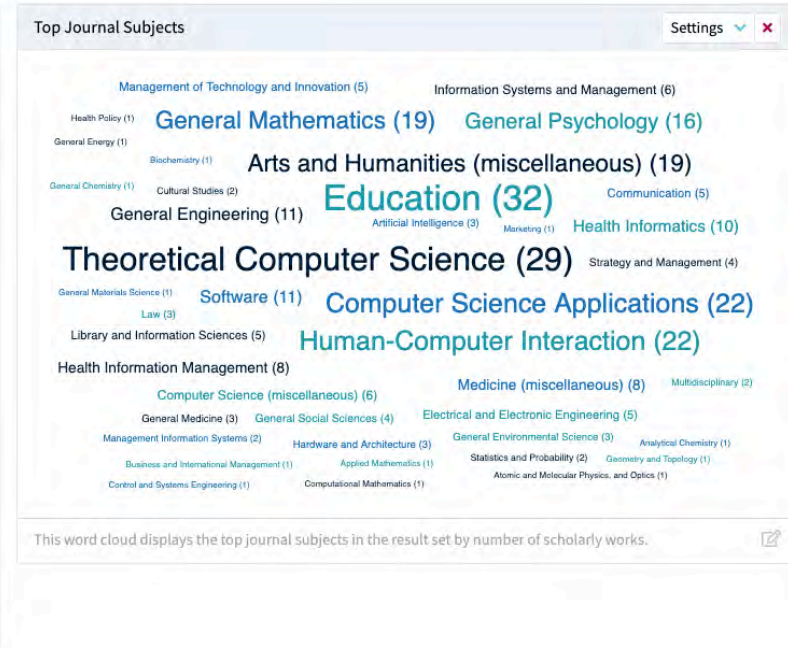 Top Journal Subjects
Settings
Management of Technology and Innovation (5)
Information Systems and Management (6)
Health Policy (1)
General Mathematics (19)
General Psychology (16)
General Energy (1)
Biochemistry (1)
Arts and Humanities (miscellaneous) (19)
General Chemistry (1)
Cultural Studies (2)
Education (32)
Communication (5)
General Engineering (11)
Artificial Intelligence (3)
Marketing (1)
Health Informatics (10)
Theoretical Computer Science (29)
Strategy and Management (4)
General Materials Science (1)
Software (11)
Computer Science Applications (22)
Law (3)
Library and Information Sciences (5)
Human-Computer Interaction (22)
Health Information Management (8)
Computer Science (miscellaneous) (6)
Medicine (miscellaneous) (8)
Multidisciplinary (2)
General Medicine (3)
General Social Sciences (4)
Electrical and Electronic Engineering (5)
Management Information Systems (2)
Hardware and Architecture (3)
General Environmental Science (3)
Analytical Chemistry (1)
Business and International Management (1)
Applied Mathematics (1)
Statistics and Probability (2)
Geometry and Topology (1)
Control and Systems Engineering (1)
Computational Mathematics (1)
Atomic and Molecular Physics, and Optics (1)
This word cloud displays the top journal subjects in the result set by number of scholarly works.